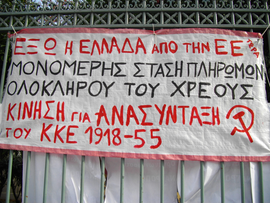 ΕΞΩ Η ΕΛΛΑΔΑ ΑΠΟ ΤΗΝ ΕΕ
ΜΟΝΟΜΕΡΗΣ ΣΤΑΣΗ ΠΛΗΡΩΜΩΝ
ΟΛΟΚΛΗΡΟΥ ΤΟΥ ΧΡΕΟΥΣ
ΚΙΝΗΣΗ ΓΙΑ ΑΝΑΣΥΝΤΑΞΗ
ΤΟΥ ΚΚΕ 1918-55